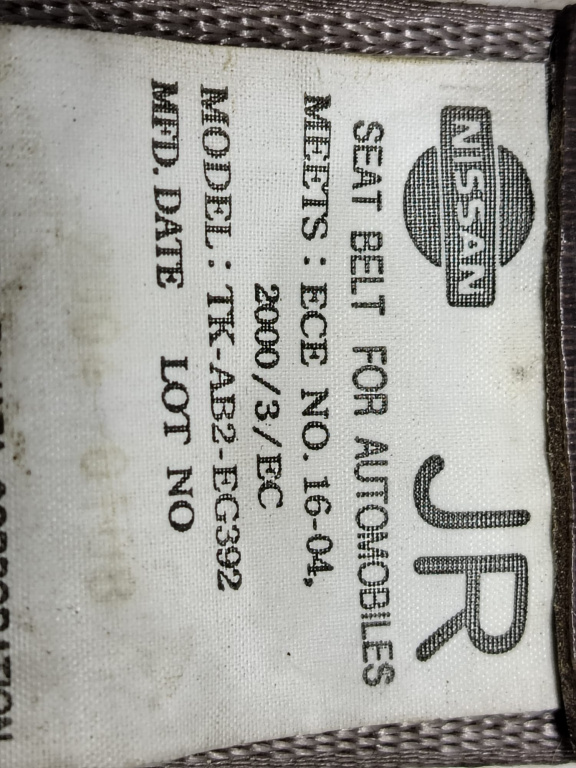 NISSAN JR
SEAT BELT FOR AUTOMOBILES
MEETS : ECE NO. 16-04,
2000/3/EC
MODEL : TK-AB2-EG392
MFD. DATE LOT NO
CORPORATION